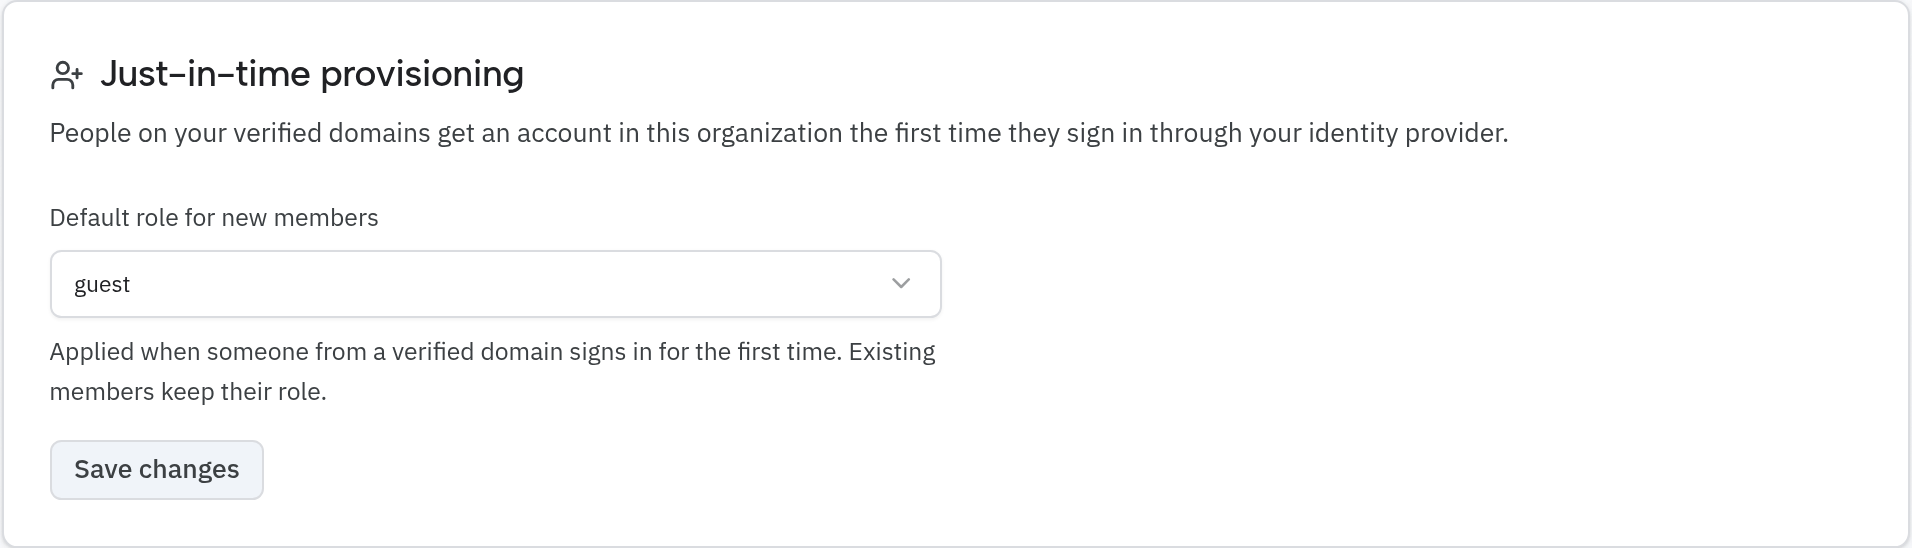 Just-in-time provisioning
People on your verified domains get an account in this organization the first time they sign in through your identity provider.
Default role for new members
guest
Applied when someone from a verified domain signs in for the first time. Existing
members keep their role.
Save changes